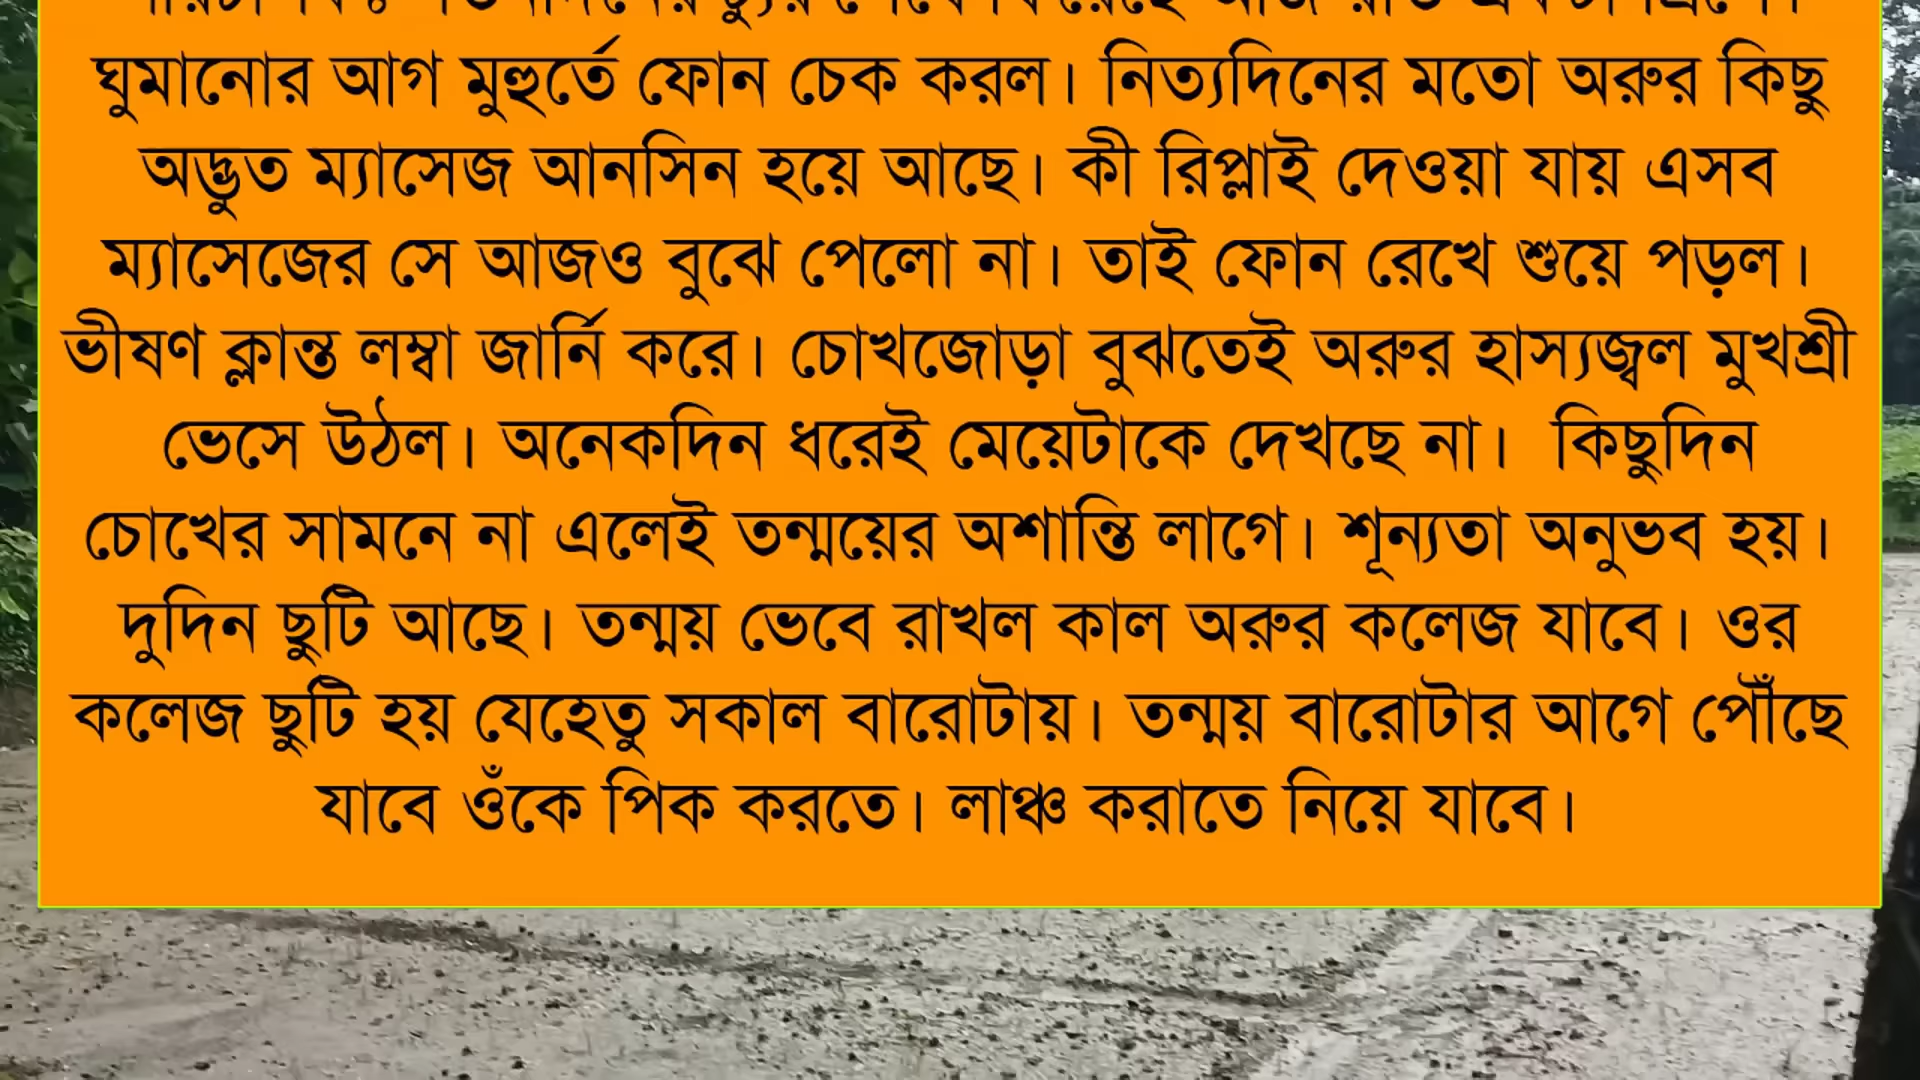 ঘুমানোর আগ মুহুর্তে ফোন চেক করল। নিত্যদিনের মতো অরুর কিছু
অদ্ভুত ম্যাসেজ আনসিন হয়ে আছে। কী রিপ্লাই দেওয়া যায় এসব
ম্যাসেজের সে আজও বুঝে পেলো না। তাই ফোন রেখে শুয়ে পড়ল।
ভীষণ ক্লান্ত লম্বা জার্নি করে। চোখজোড়া বুঝতেই অরুর হাস্যজ্বল মুখশ্রী
ভেসে উঠল। অনেকদিন ধরেই মেয়েটাকে দেখছে না। কিছুদিন
চোখের সামনে না এলেই তন্ময়ের অশান্তি লাগে। শূন্যতা অনুভব হয়।
দুদিন ছুটি আছে। তন্ময় ভেবে রাখল কাল অরুর কলেজ যাবে। ওর
কলেজ ছুটি হয় যেহেতু সকাল বারোটায়। তন্ময় বারোটার আগে পৌঁছে
যাবে ওঁকে পিক করতে। লাঞ্চ করাতে নিয়ে যাবে।